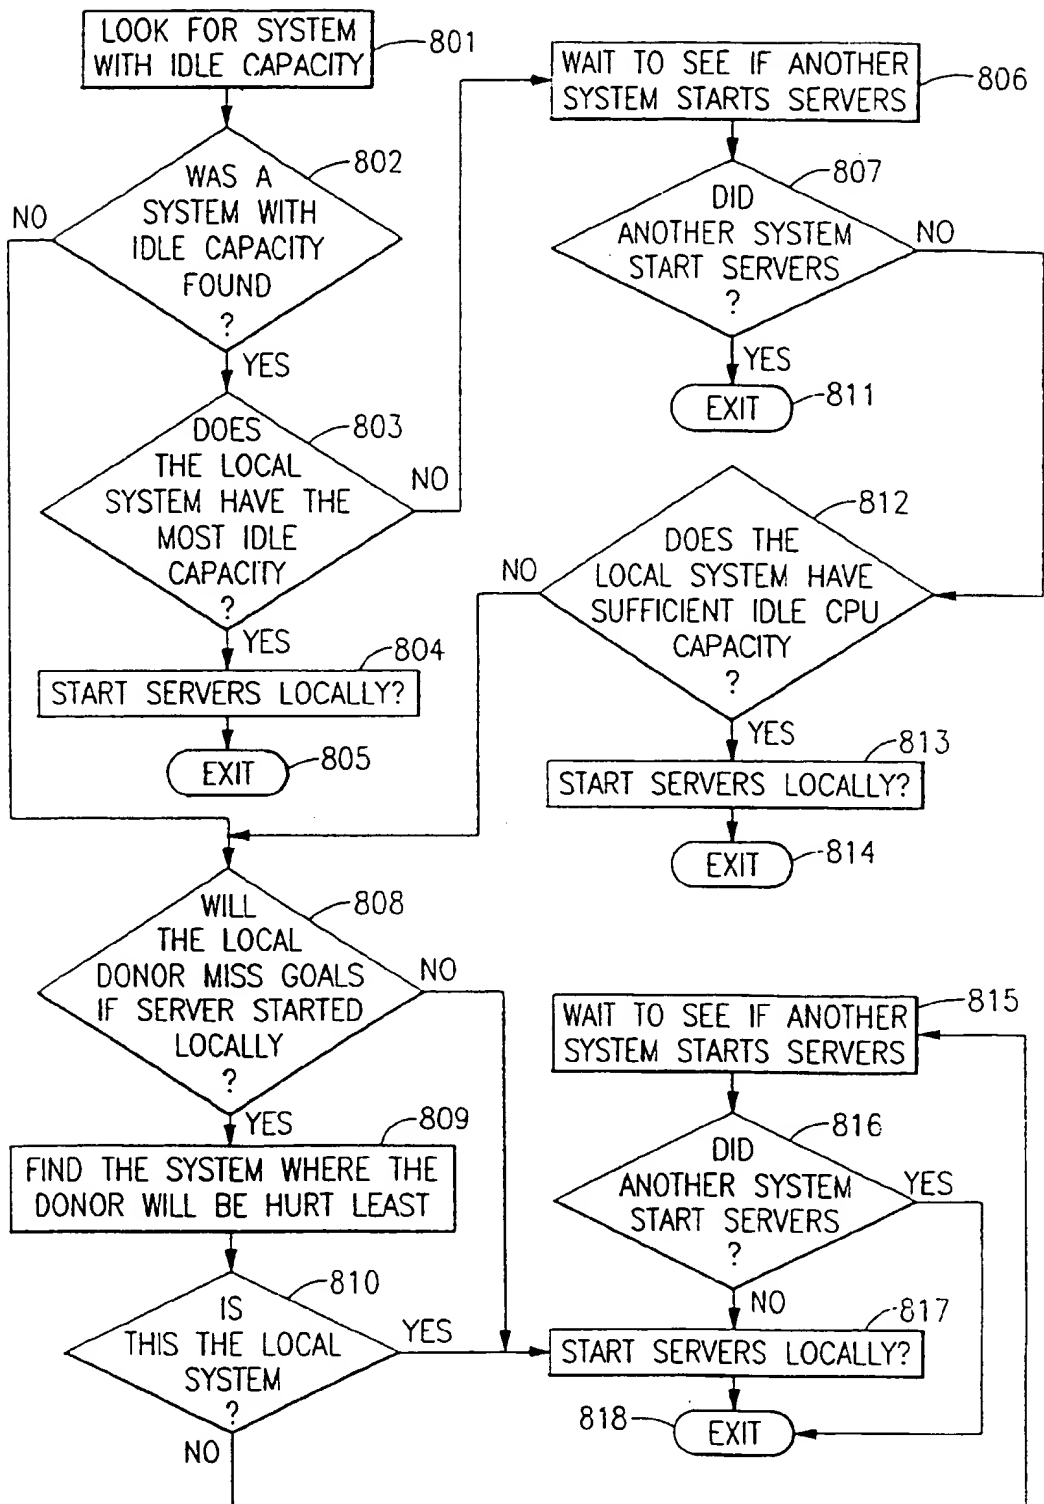 LOOK FOR SYSTEM
WITH IDLE CAPACITY
801
WAS A
SYSTEM WITH
IDLE CAPACITY
FOUND
?
802
NO
YES
DOES
THE LOCAL
SYSTEM HAVE THE
MOST IDLE
CAPACITY
?
803
NO
YES
START SERVERS LOCALLY?
804
EXIT
805
WAIT TO SEE IF ANOTHER
SYSTEM STARTS SERVERS
806
DID
ANOTHER SYSTEM
START SERVERS
?
807
NO
YES
EXIT
811
DOES THE
LOCAL SYSTEM HAVE
SUFFICIENT IDLE CPU
CAPACITY
?
812
NO
YES
START SERVERS LOCALLY?
813
EXIT
814
WILL
THE LOCAL
DONOR MISS GOALS
IF SERVER STARTED
LOCALLY
?
808
NO
YES
FIND THE SYSTEM WHERE THE
DONOR WILL BE HURT LEAST
809
IS
THIS THE LOCAL
SYSTEM
?
810
YES
NO
WAIT TO SEE IF ANOTHER
SYSTEM STARTS SERVERS
815
DID
ANOTHER SYSTEM
START SERVERS
?
816
YES
NO
START SERVERS LOCALLY?
817
EXIT
818